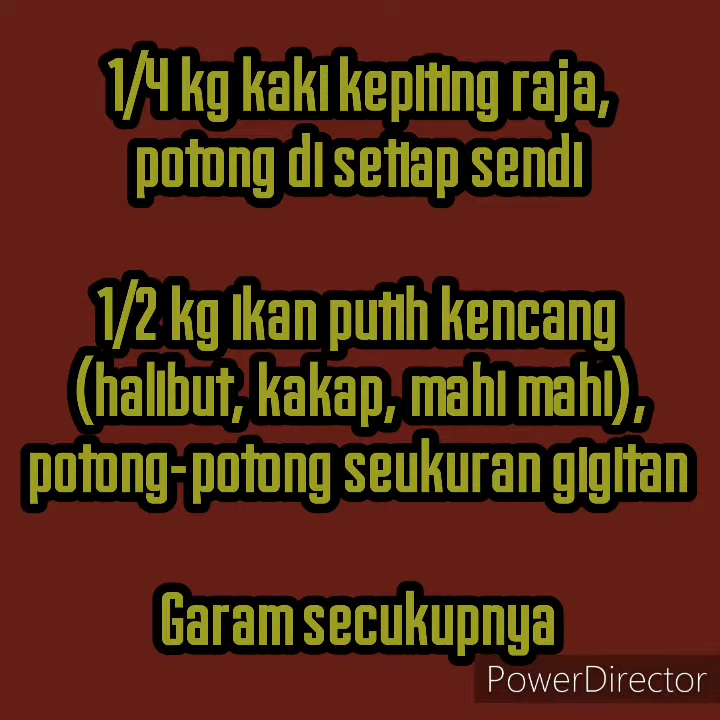 1/4 kg kaki kepiting raja,
potong di setiap sendi
1/2 kg ikan putih kencang
(halibut, kakap, mahi mahi),
potong-potong seukuran gigitan
Garam secukupnya
PowerDirector